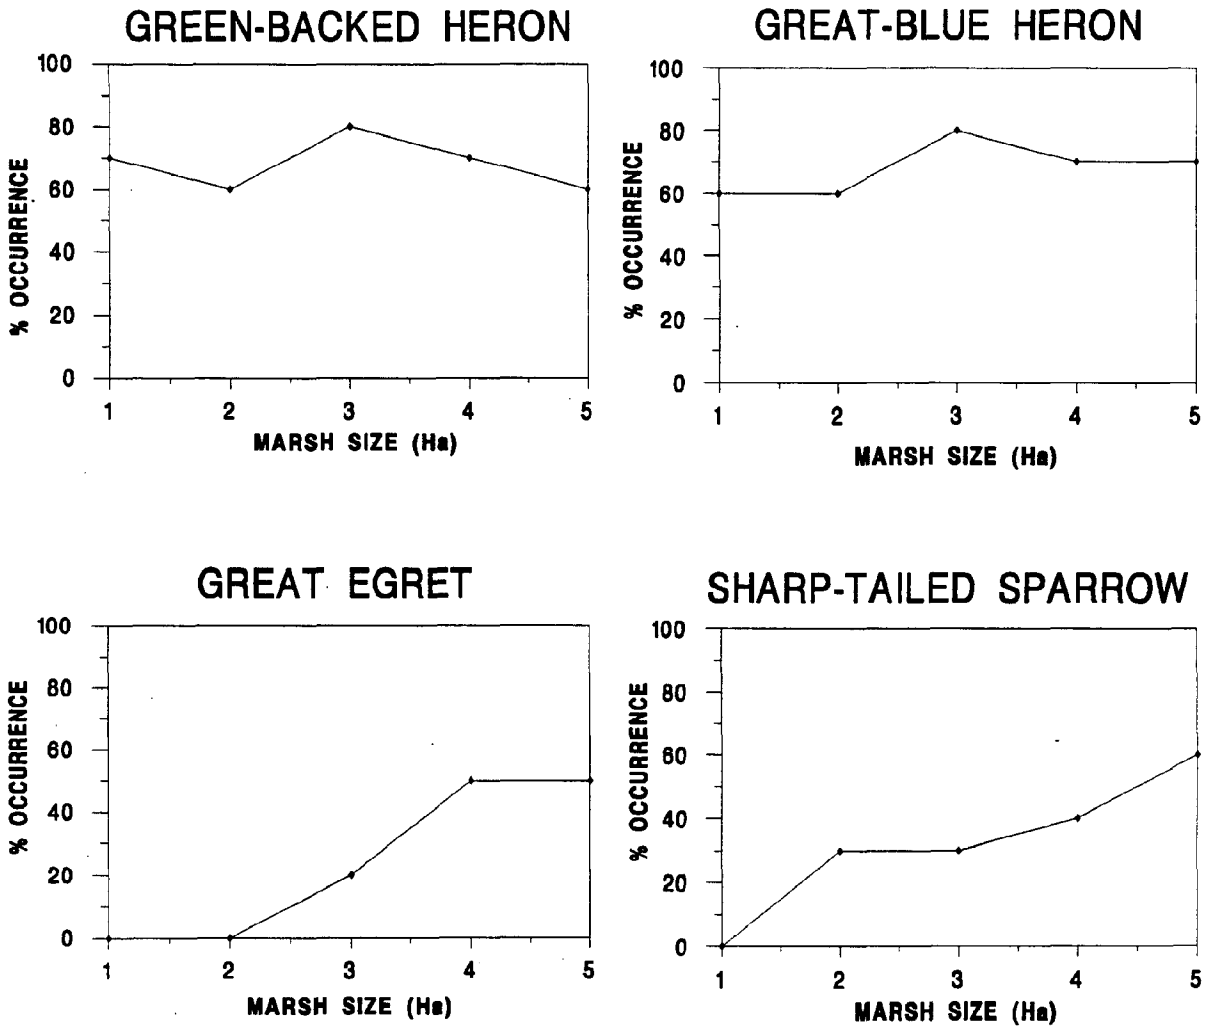 GREEN-BACKED HERON
100
80
60
40
20
0
% OCCURRENCE
1 2 3 4 5
MARSH SIZE (Ha)
GREAT-BLUE HERON
100
80
60
40
20
0
% OCCURRENCE
1 2 3 4 5
MARSH SIZE (Ha)
GREAT EGRET
100
80
60
40
20
0
% OCCURRENCE
1 2 3 4 5
MARSH SIZE (Ha)
SHARP-TAILED SPARROW
100
80
60
40
20
0
% OCCURRENCE
1 2 3 4 5
MARSH SIZE (Ha)